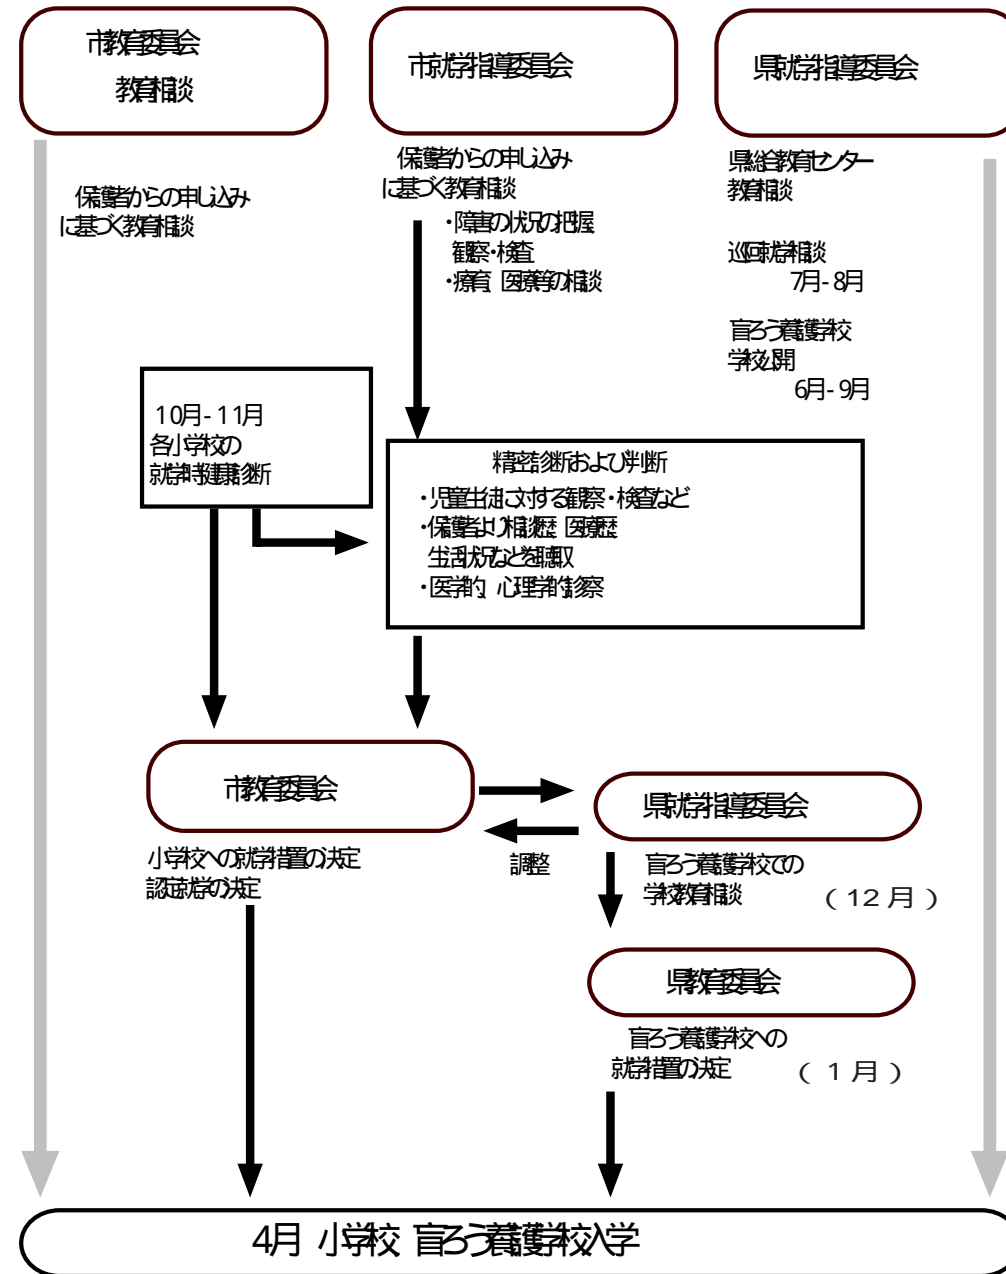 市教育委員会
教育相談
市就学指導委員会
県就学指導委員会
保護者からの申し込み
に基づく教育相談
保護者からの申し込み
に基づく教育相談
・障害の状況の把握、
観察・検査
・療育、医療等の相談
県総合教育センター
教育相談
巡回就学相談
7月-8月
盲ろう養護学校
学校公開
6月-9月
10月-11月
各小学校の
就学時健康診断
精密診断および判断
・児童生徒に対する観察・検査など
・保護者より相談歴、医療歴、
生活状況などを聴取
・医学的、心理学的診察
市教育委員会
県就学指導委員会
小学校への就学措置の決定
認定就学の決定
調整
盲ろう養護学校での
学校教育相談
(12月)
県教育委員会
盲ろう養護学校への
就学措置の決定
(1月)
4月 小学校、盲ろう養護学校入学